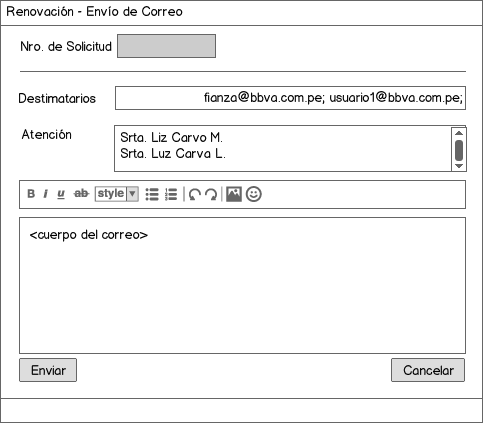 Renovación - Envío de Correo
Nro. de Solicitud
Destimatarios
fianza@bbva.com.pe; usuario1@bbva.com.pe;
Atención
Srta. Liz Carvo M.
Srta. Luz Carva L.
B i u ab style
<cuerpo del correo>
Enviar Cancelar